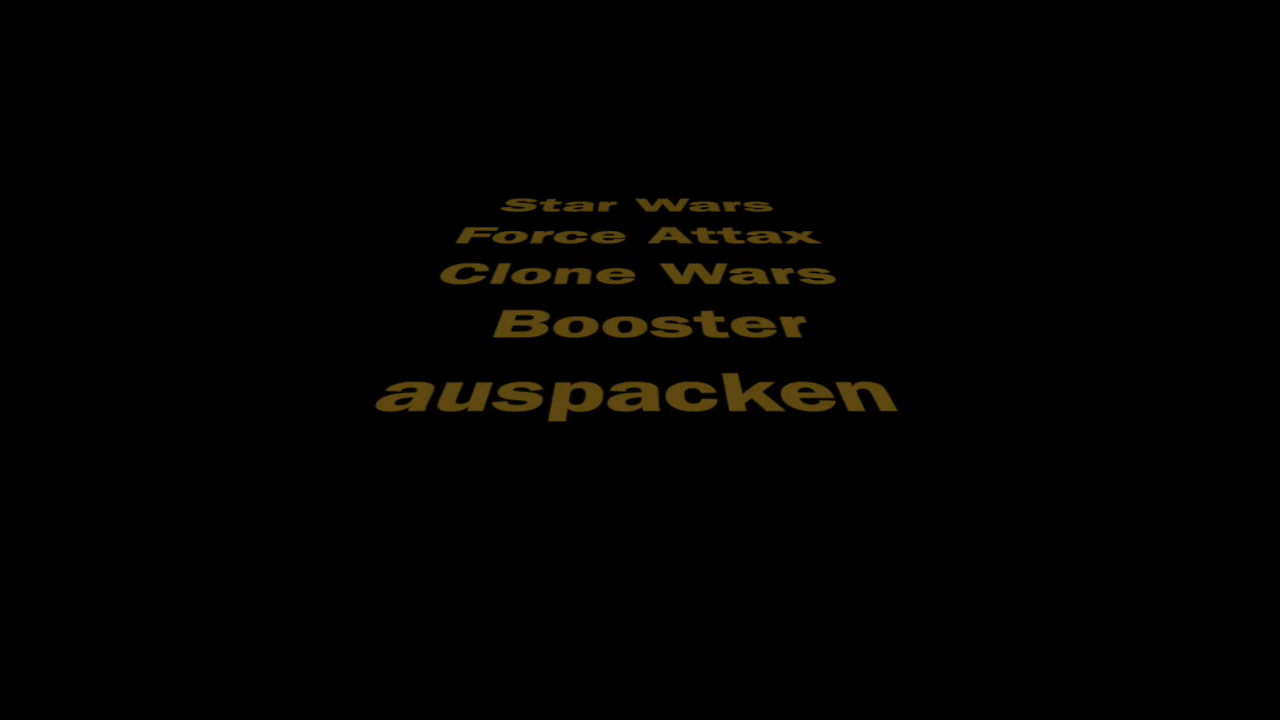 Star Wars
Force Attax
Clone Wars
Booster
auspacken